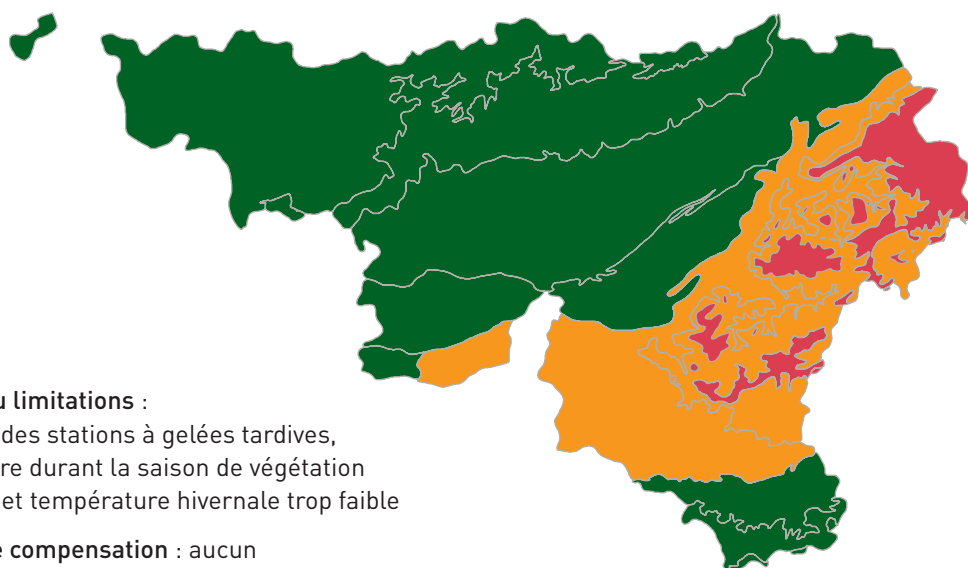 u limitations :
des stations à gelées tardives,
re durant la saison de végétation
et température hivernale trop faible
e compensation : aucun